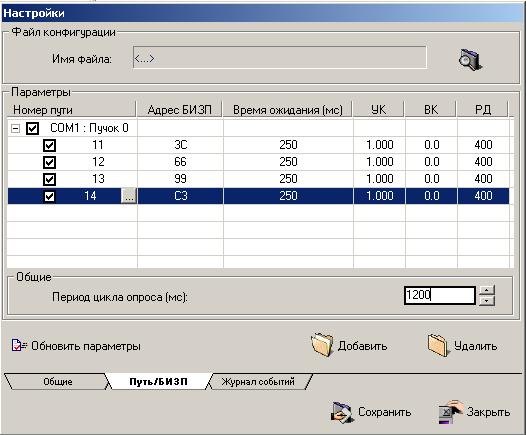 Настройки
Файл конфигурации
Имя файла: <...>
Параметры
Номер пути Адрес БИЗП Время ожидания (мс) УК ВК РД
COM1 : Пучок 0
11 3C 250 1.000 0.0 400
12 66 250 1.000 0.0 400
13 99 250 1.000 0.0 400
14 ... C3 250 1.000 0.0 400
Общие
Период цикла опроса (мс): 1200
Обновить параметры Добавить Удалить
Общие Путь/БИЗП Журнал событий
Сохранить Закрыть